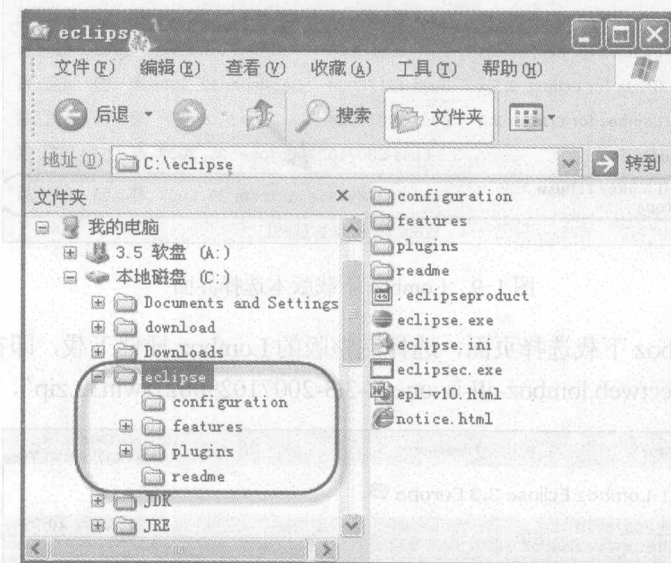 eclipse
文件(F) 编辑(E) 查看(V) 收藏(A) 工具(T) 帮助(H)
后退 搜索 文件夹
地址(D) C:\eclipse 转到
文件夹
我的电脑
3.5 软盘 (A:)
本地磁盘 (C:)
Documents and Settings
download
Downloads
eclipse
configuration
features
plugins
readme
JDK
JRE
configuration
features
plugins
readme
.eclipseproduct
eclipse.exe
eclipse.ini
eclipsec.exe
epl-v10.html
notice.html